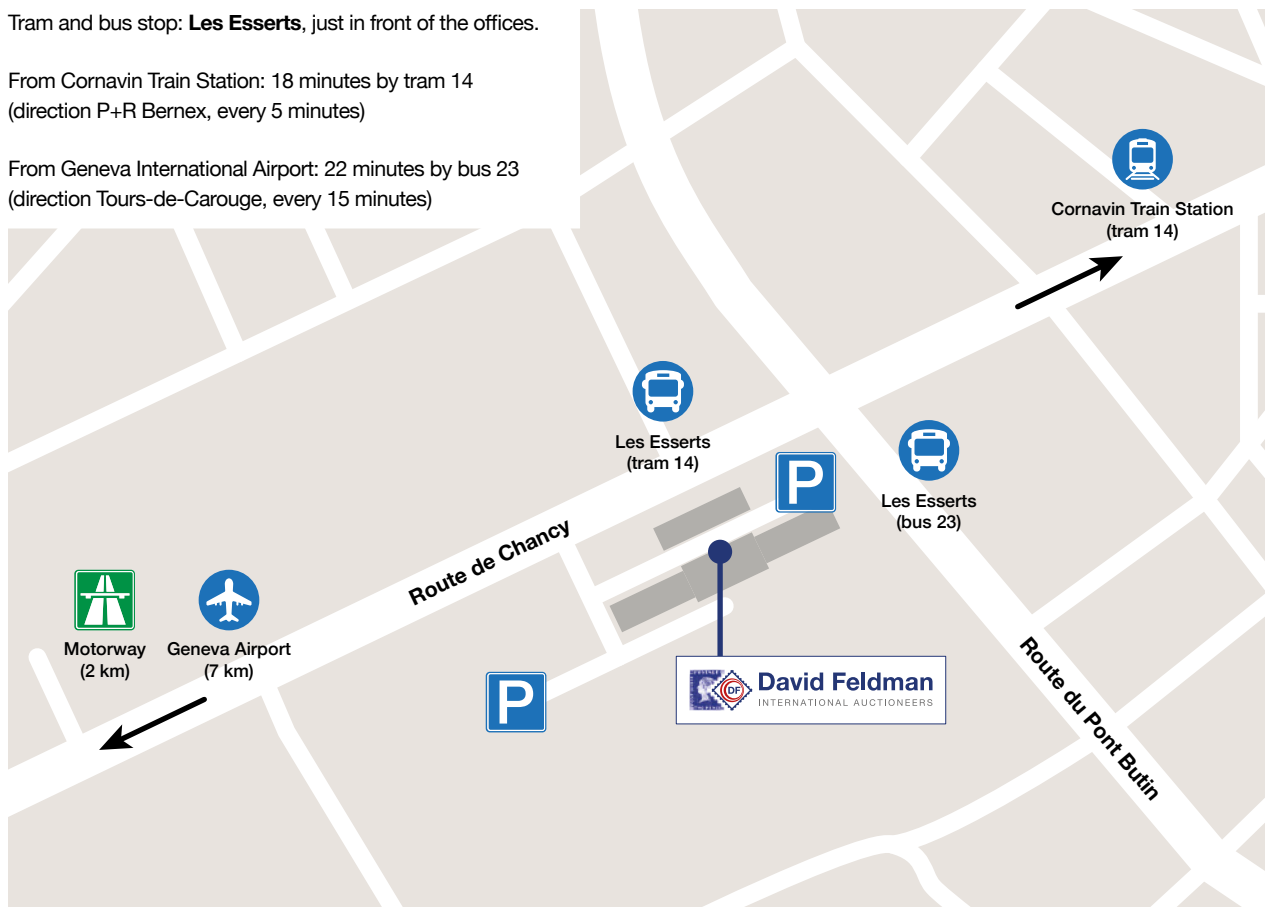 Tram and bus stop: Les Esserts, just in front of the offices.
From Cornavin Train Station: 18 minutes by tram 14
(direction P+R Bernex, every 5 minutes)
From Geneva International Airport: 22 minutes by bus 23
(direction Tours-de-Carouge, every 15 minutes)
Cornavin Train Station
(tram 14)
Les Esserts
(tram 14)
P
Les Esserts
(bus 23)
Route de Chancy
Motorway
(2 km)
Geneva Airport
(7 km)
P
DF
David Feldman
INTERNATIONAL AUCTIONEERS
Route du Pont Butin